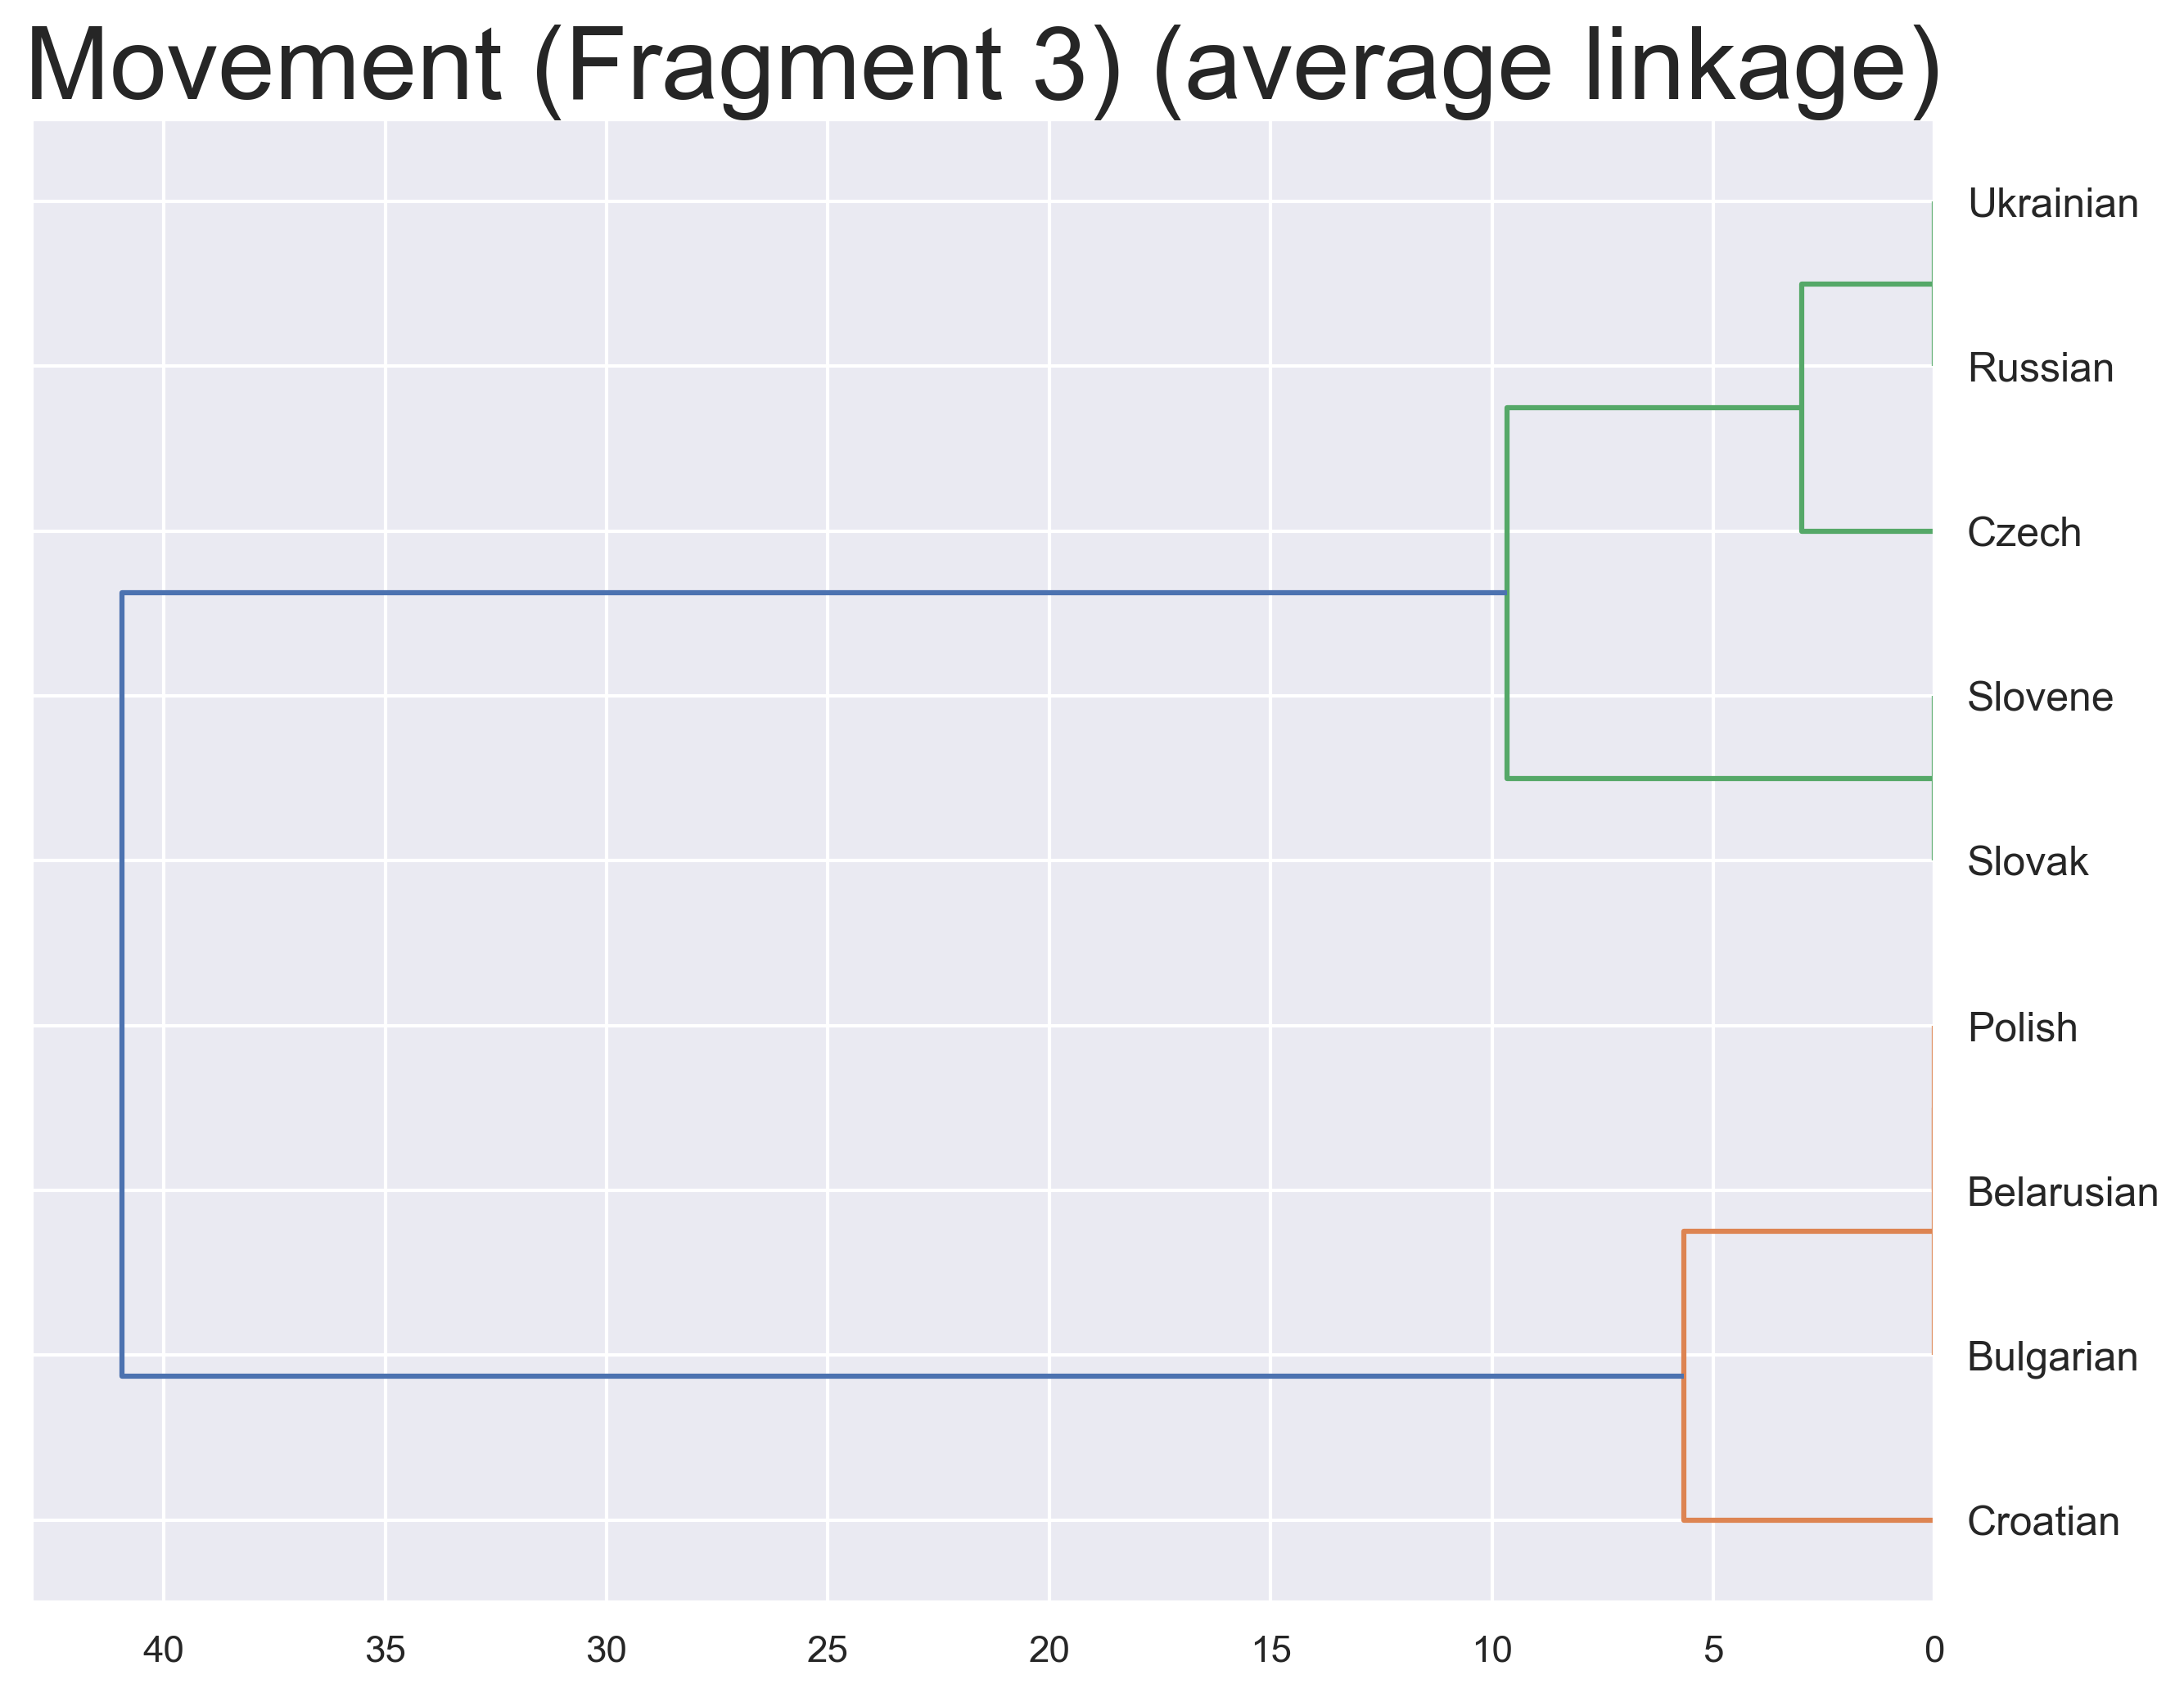 Movement (Fragment 3) (average linkage)
Ukrainian
Russian
Czech
Slovene
Slovak
Polish
Belarusian
Bulgarian
Croatian
40 35 30 25 20 15 10 5 0